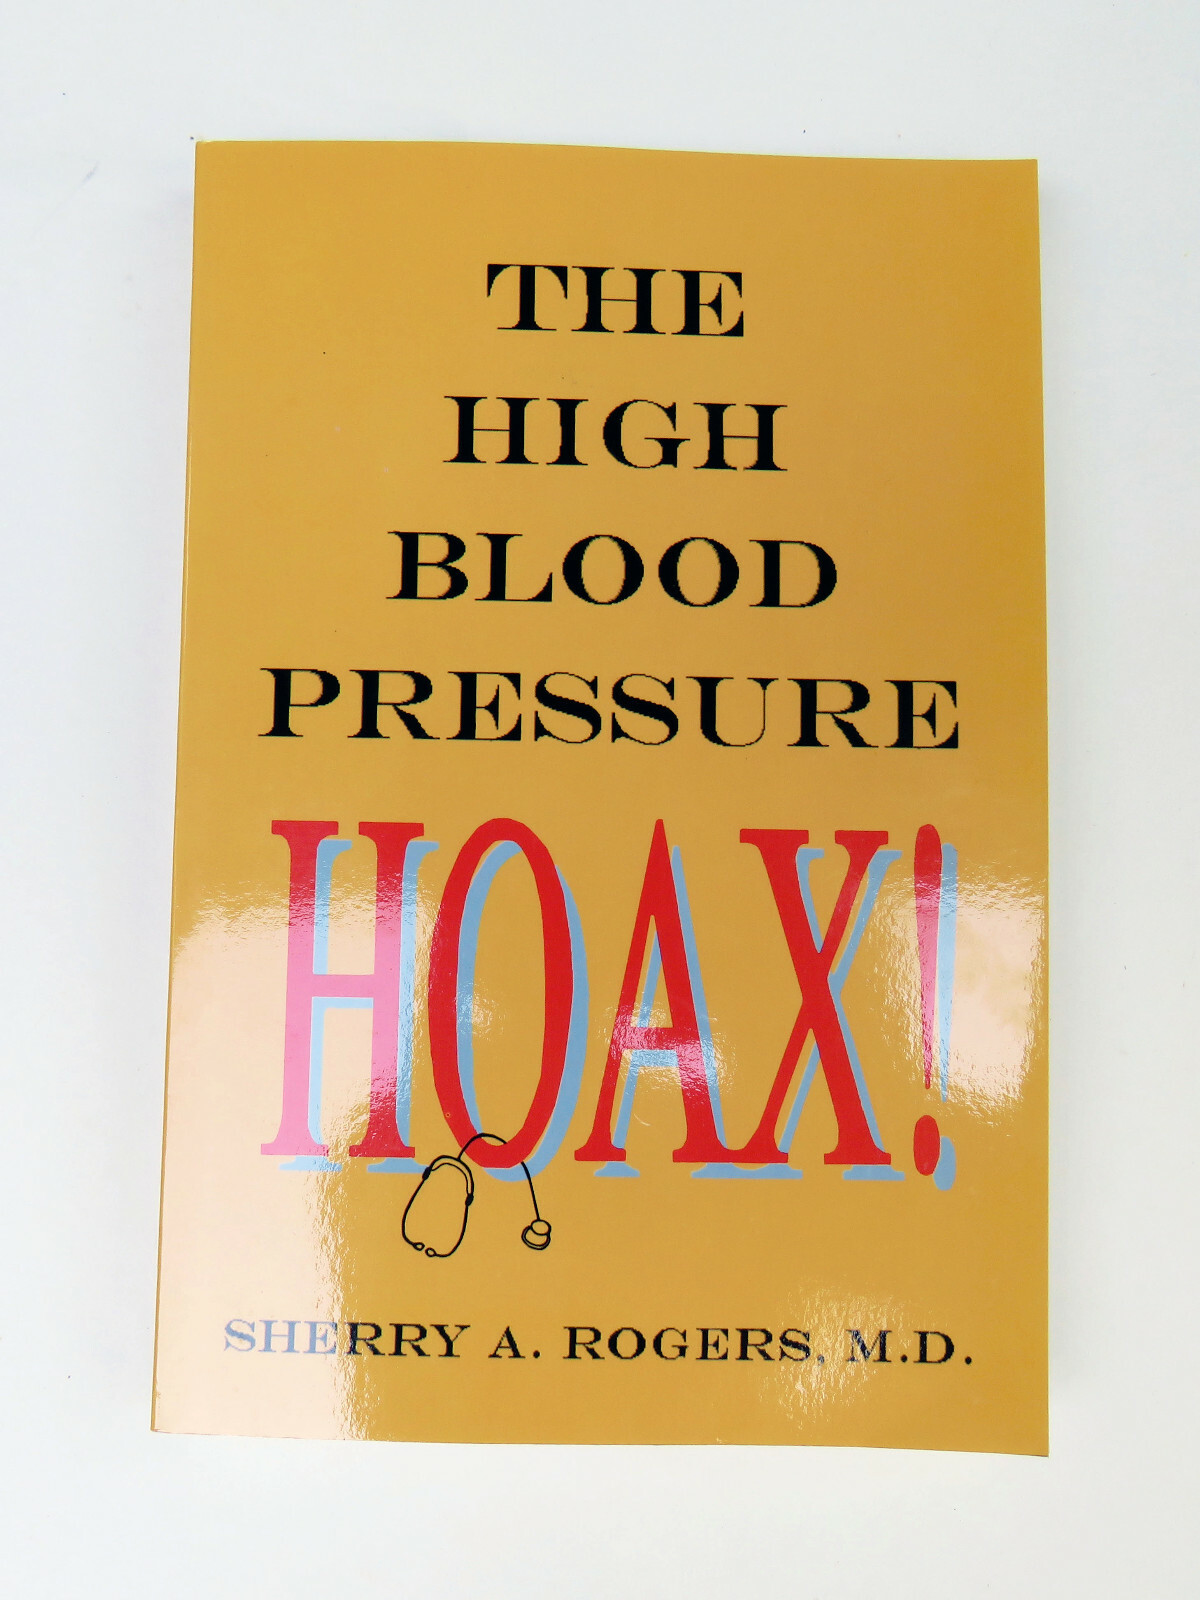 THE
HIGH
BLOOD
PRESSURE
HOAX!
SHERRY A. ROGERS, M.D.